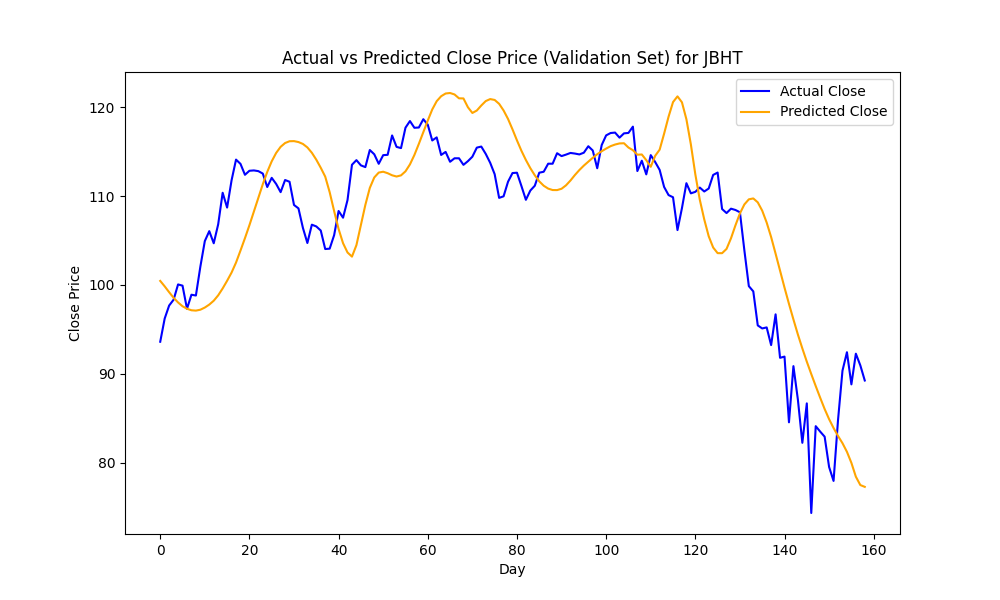 Actual vs Predicted Close Price (Validation Set) for JBHT
Actual Close
Predicted Close
Close Price
120
110
100
90
80
0 20 40 60 80 100 120 140 160
Day